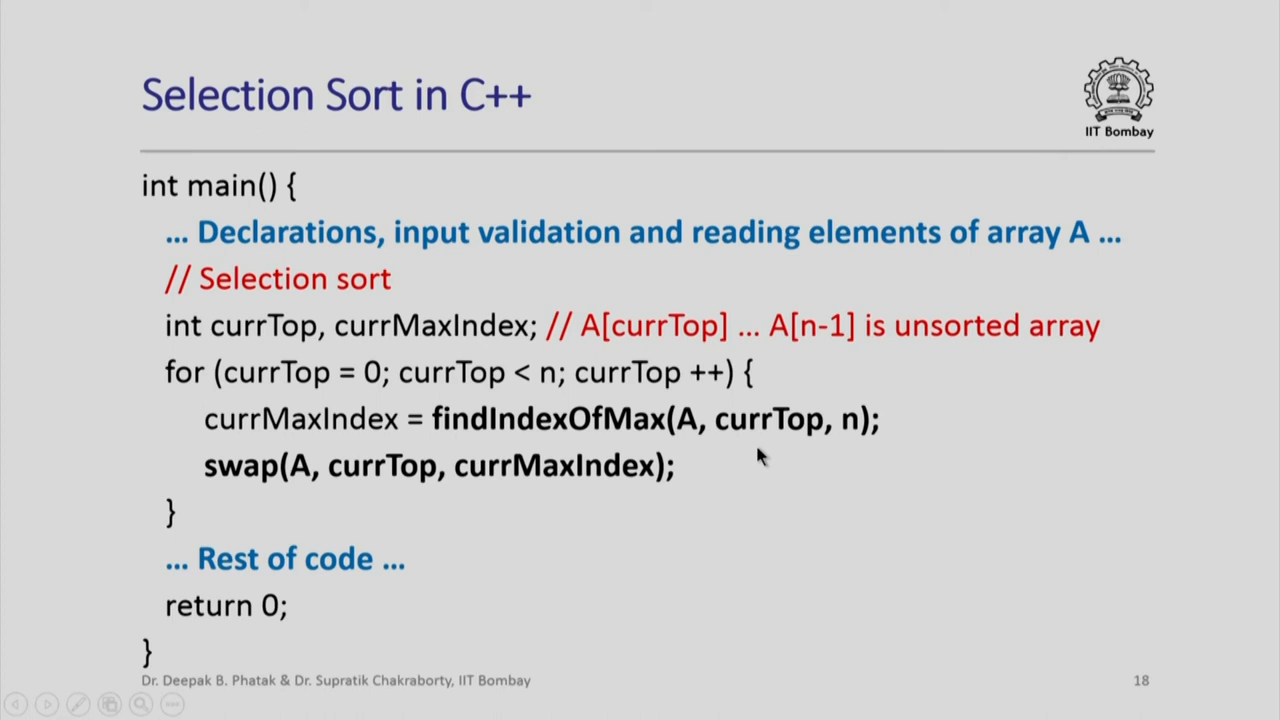 Selection Sort in C++
IIT Bombay
int main() {
… Declarations, input validation and reading elements of array A …
// Selection sort
int currTop, currMaxIndex; // A[currTop] … A[n-1] is unsorted array
for (currTop = 0; currTop < n; currTop ++) {
currMaxIndex = findIndexOfMax(A, currTop, n);
swap(A, currTop, currMaxIndex);
}
… Rest of code …
return 0;
}
Dr. Deepak B. Phatak & Dr. Supratik Chakraborty, IIT Bombay
18